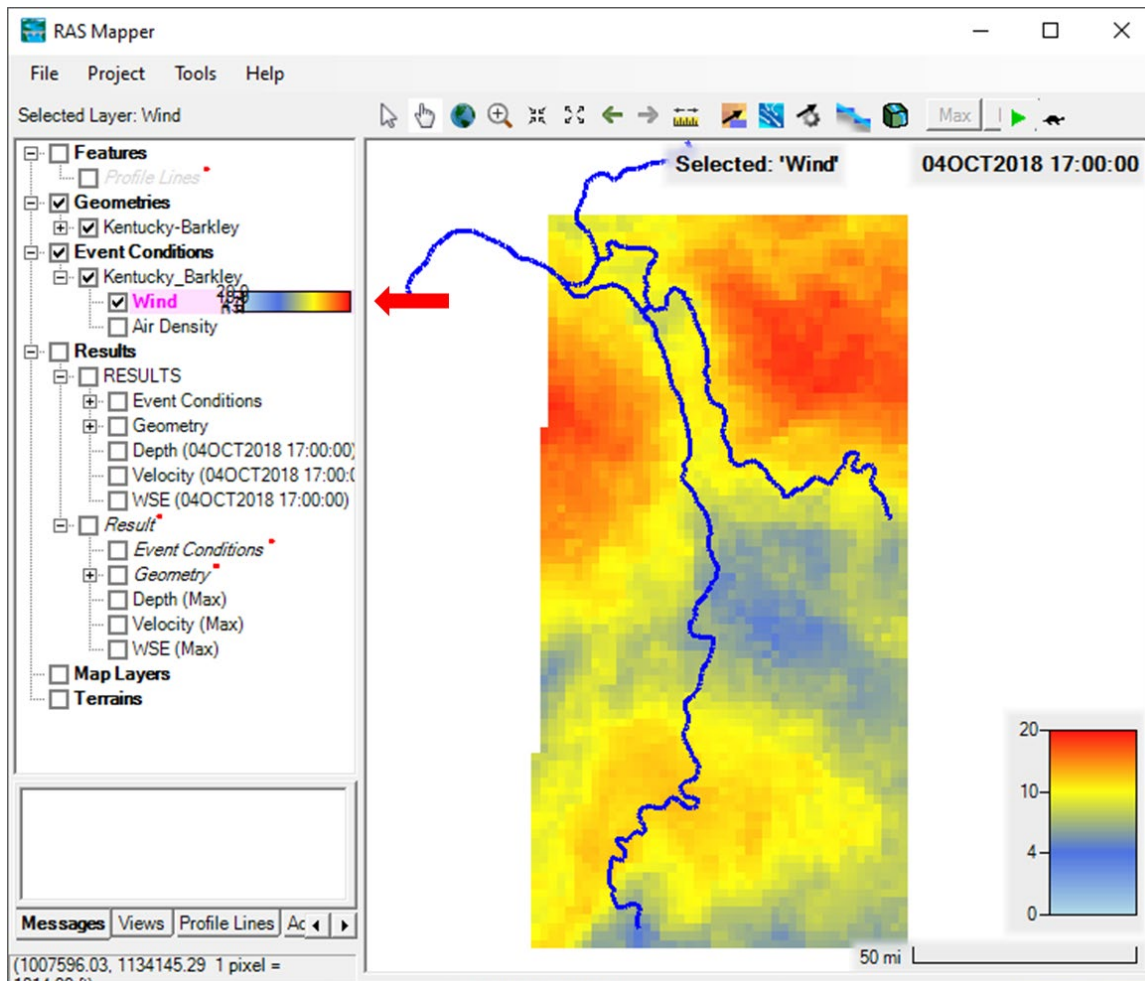 RAS Mapper
File Project Tools Help
Selected Layer: Wind
Max
Features
Profile Lines
Geometries
Kentucky-Barkley
Event Conditions
Kentucky_Barkley
Wind
Air Density
Results
RESULTS
Event Conditions
Geometry
Depth (04OCT2018 17:00:00)
Velocity (04OCT2018 17:00:0
WSE (04OCT2018 17:00:00)
Result
Event Conditions
Geometry
Depth (Max)
Velocity (Max)
WSE (Max)
Map Layers
Terrains
Messages Views Profile Lines
(1007596.03, 1134145.29 1 pixel =
Selected: 'Wind' 04OCT2018 17:00:00
20
10
4
0
50 mi